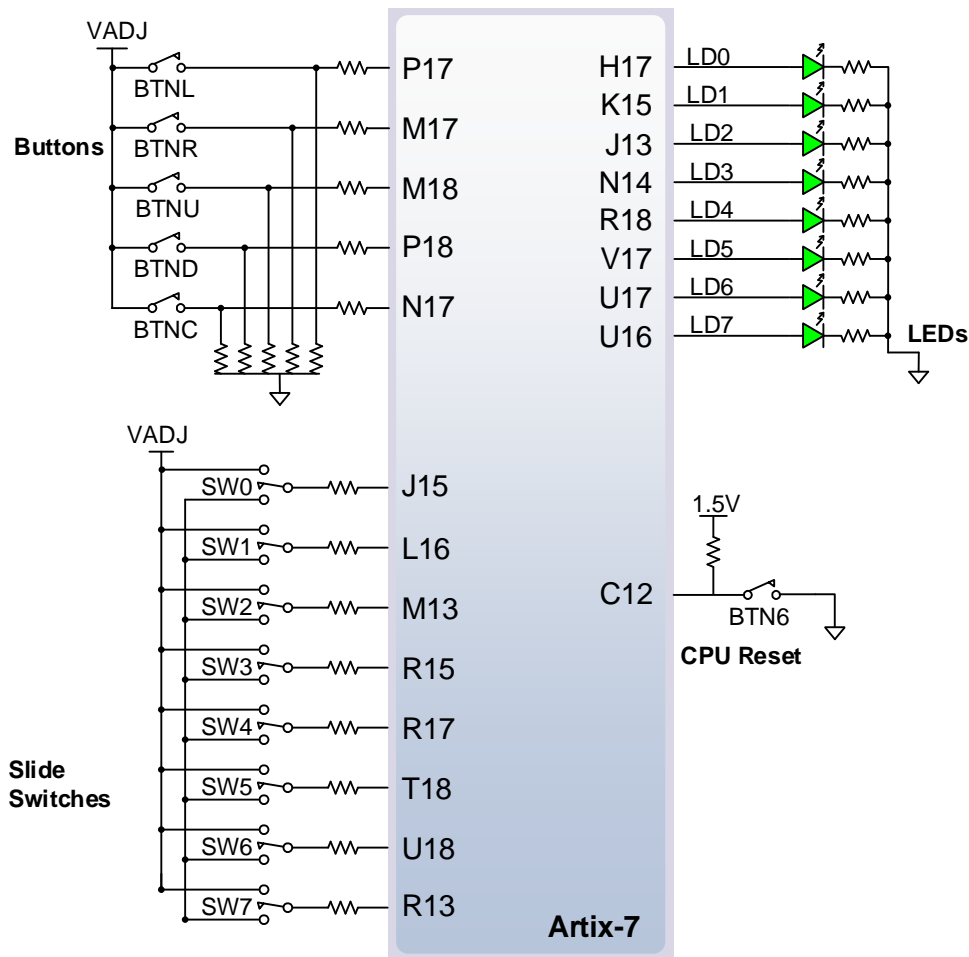 VADJ
BTNL
BTNR
BTNU
BTND
BTNC
Buttons
P17
M17
M18
P18
N17
H17
K15
J13
N14
R18
V17
U17
U16
LD0
LD1
LD2
LD3
LD4
LD5
LD6
LD7
LEDs
VADJ
SW0
SW1
SW2
SW3
SW4
SW5
SW6
SW7
Slide
Switches
J15
L16
M13
R15
R17
T18
U18
R13
C12
1.5V
BTN6
CPU Reset
Artix-7